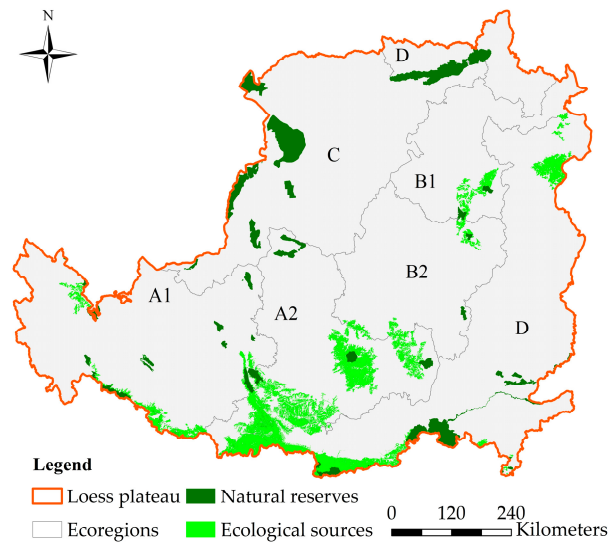 N
D
C
B1
B2
A1
A2
D
Legend
Loess plateau
Natural reserves
Ecoregions
Ecological sources
0 120 240
Kilometers